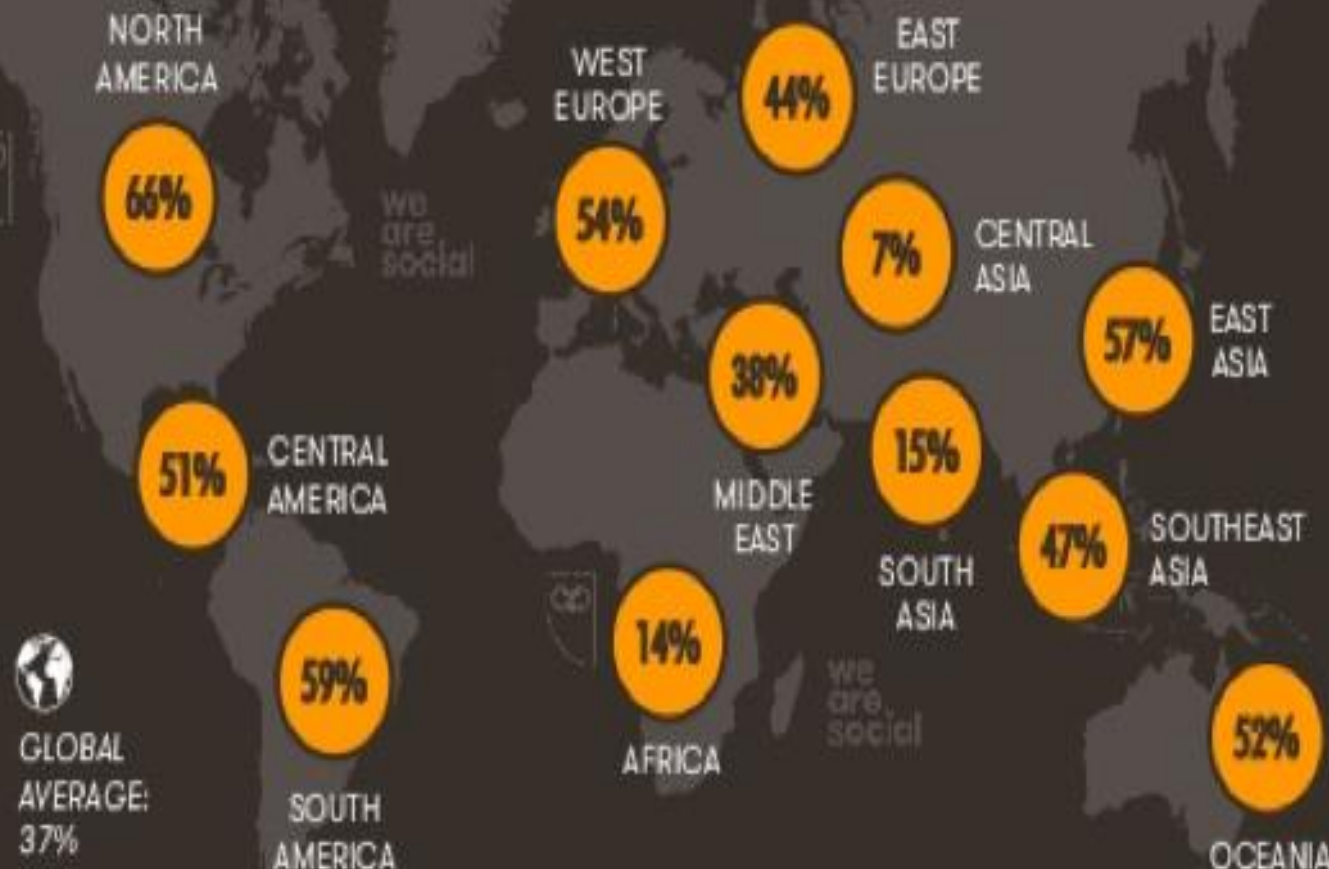 NORTH
AMERICA
66%
WEST
EUROPE
54%
44%
EAST
EUROPE
7%
CENTRAL
ASIA
57%
EAST
ASIA
38%
MIDDLE
EAST
15%
SOUTH
ASIA
47%
SOUTHEAST
ASIA
51%
CENTRAL
AMERICA
59%
SOUTH
AMERICA
14%
AFRICA
52%
OCEANIA
GLOBAL
AVERAGE:
37%
we
are
social
we
are
social